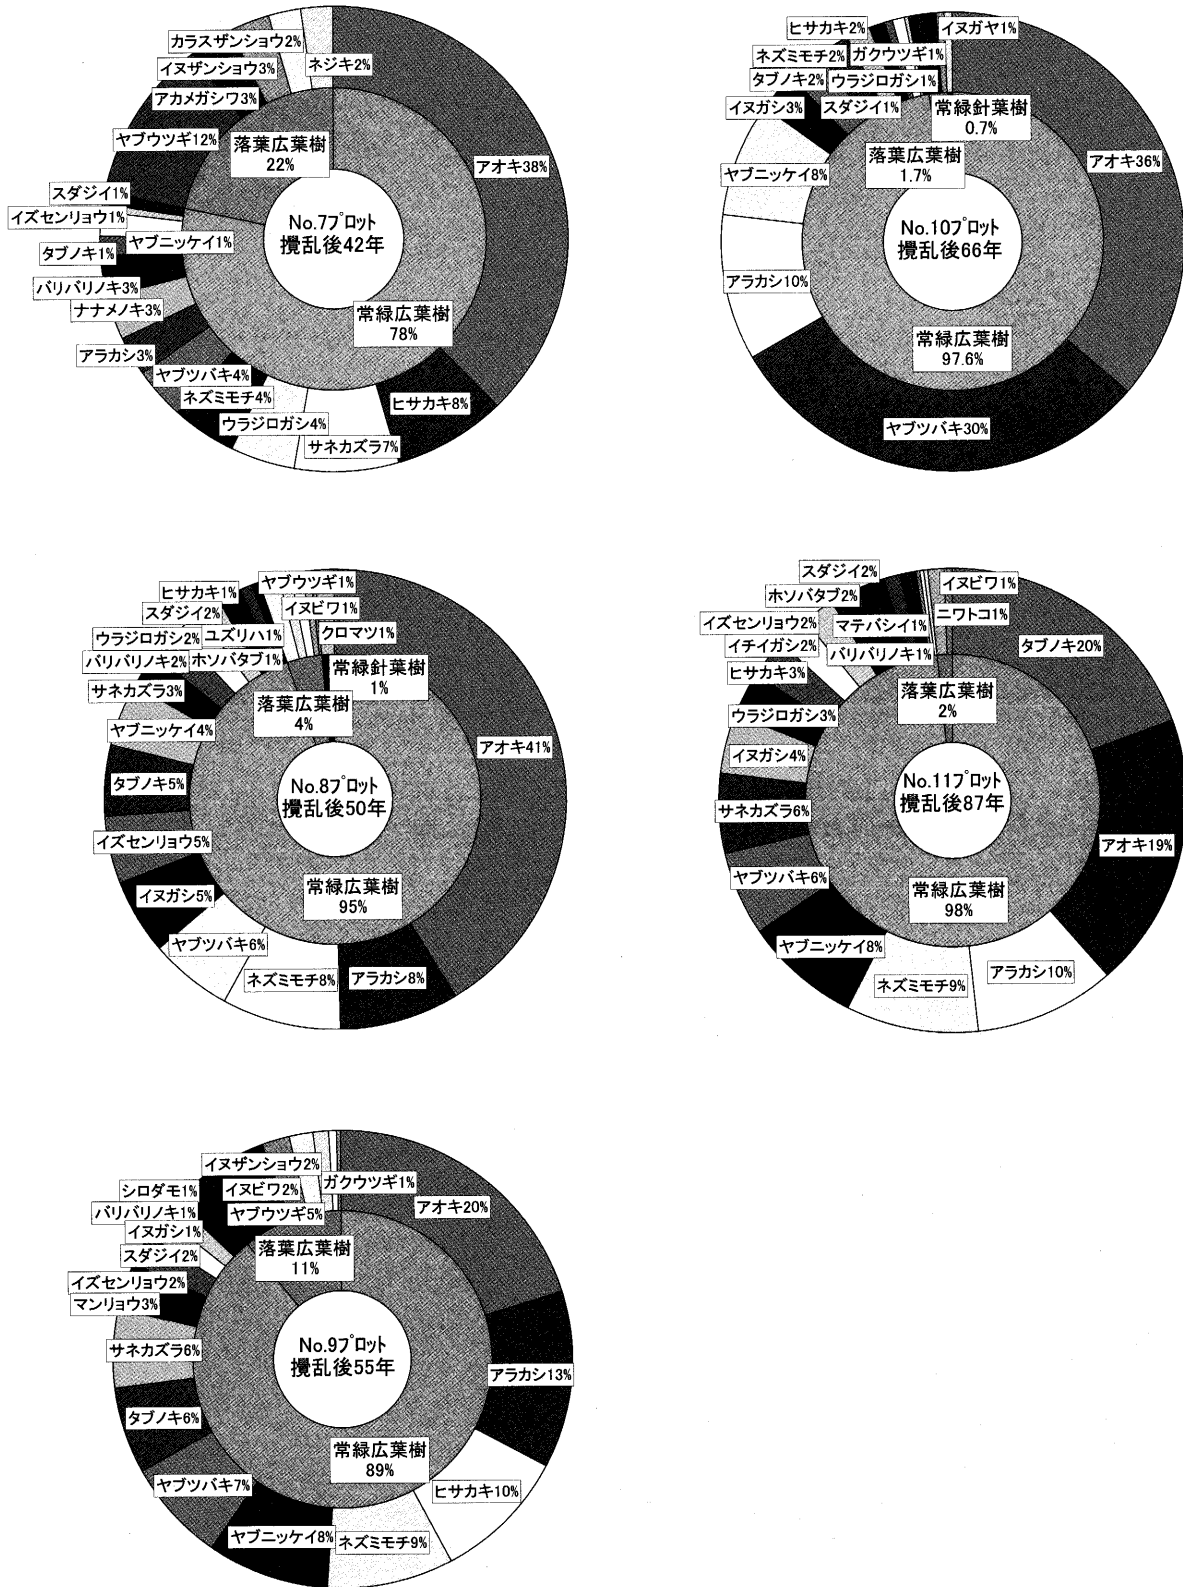 カラスザンショウ2%
ネジキ2%
イヌザンショウ3%
アカメガシワ3%
ヤブウツギ12%
落葉広葉樹
22%
アオキ38%
スダジイ1%
イズセンリョウ1%
ヤブニッケイ1%
タブノキ1%
バリバリノキ3%
ナナメノキ3%
アラカシ3%
ヤブツバキ4%
ネズミモチ4%
ウラジロガシ4%
サネカズラ7%
ヒサカキ8%
常緑広葉樹
78%
No.7プロット
攪乱後42年
ヒサカキ2%
イヌガヤ1%
ネズミモチ2%
ガクウツギ1%
タブノキ2%
ウラジロガシ1%
イヌガシ3%
スダジイ1%
常緑針葉樹
0.7%
落葉広葉樹
1.7%
ヤブニッケイ8%
アオキ36%
アラカシ10%
No.10プロット
攪乱後66年
常緑広葉樹
97.6%
ヤブツバキ30%
ヒサカキ1%
ヤブウツギ1%
スダジイ2%
イヌビワ1%
ウラジロガシ2%
ユズリハ1%
クロマツ1%
バリバリノキ2%
ホソバタブ1%
常緑針葉樹
1%
サネカズラ3%
落葉広葉樹
4%
ヤブニッケイ4%
アオキ41%
タブノキ5%
No.8プロット
攪乱後50年
イズセンリョウ5%
イヌガシ5%
常緑広葉樹
95%
ヤブツバキ6%
ネズミモチ8%
アラカシ8%
スダジイ2%
イヌビワ1%
ホソバタブ2%
ニワトコ1%
イズセンリョウ2%
マテバシイ1%
イチイガシ2%
バリバリノキ1%
タブノキ20%
ヒサカキ3%
落葉広葉樹
2%
ウラジロガシ3%
イヌガシ4%
サネカズラ6%
No.11プロット
攪乱後87年
アオキ19%
ヤブツバキ6%
常緑広葉樹
98%
ヤブニッケイ8%
ネズミモチ9%
アラカシ10%
イヌザンショウ2%
ガクウツギ1%
シロダモ1%
イヌビワ2%
バリバリノキ1%
ヤブウツギ5%
イヌガシ1%
アオキ20%
スダジイ2%
落葉広葉樹
11%
イズセンリョウ2%
マンリョウ3%
サネカズラ6%
No.9プロット
攪乱後55年
アラカシ13%
タブノキ6%
常緑広葉樹
89%
ヤブツバキ7%
ヒサカキ10%
ヤブニッケイ8%
ネズミモチ9%